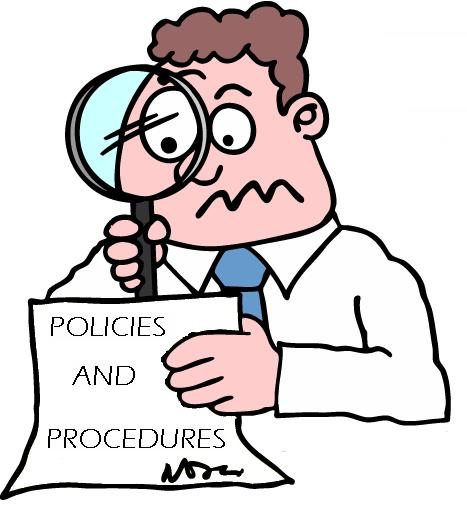 POLICIES
AND
PROCEDURES